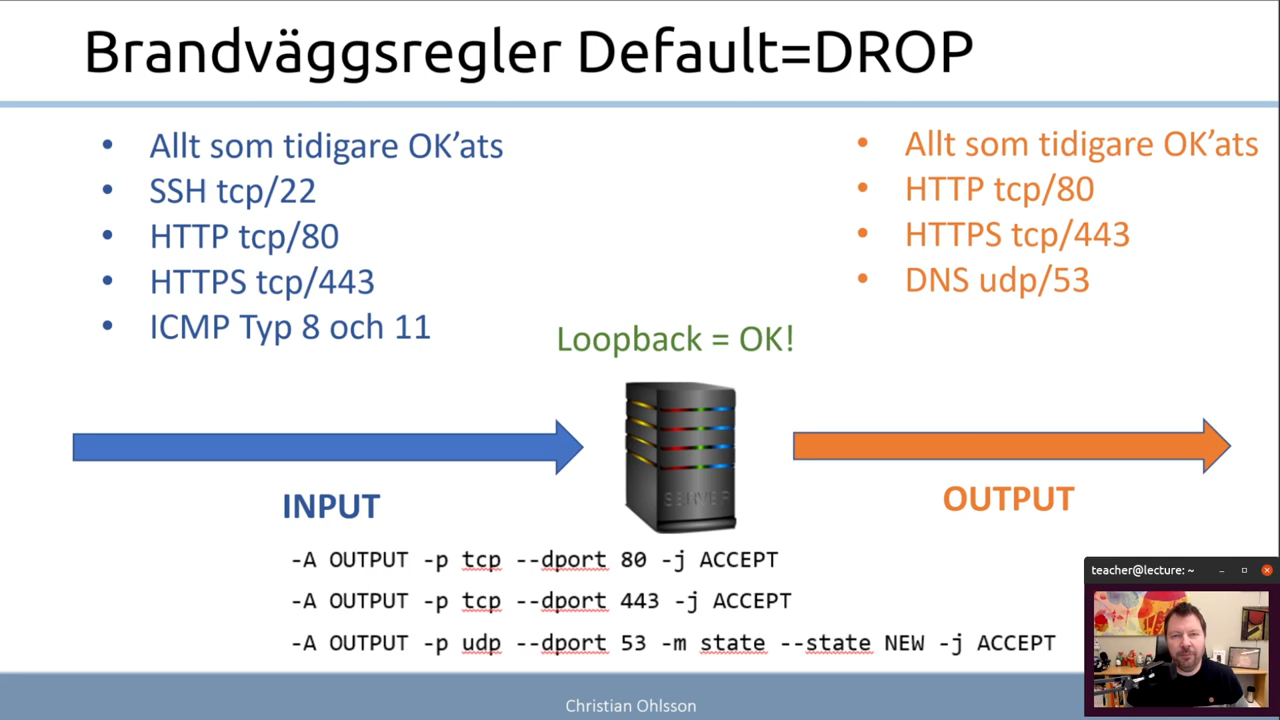 Brandväggsregler Default=DROP
• Allt som tidigare OK’ats
• SSH tcp/22
• HTTP tcp/80
• HTTPS tcp/443
• ICMP Typ 8 och 11
• Allt som tidigare OK’ats
• HTTP tcp/80
• HTTPS tcp/443
• DNS udp/53
Loopback = OK!
SERVER
INPUT
OUTPUT
-A OUTPUT -p tcp --dport 80 -j ACCEPT
-A OUTPUT -p tcp --dport 443 -j ACCEPT
-A OUTPUT -p udp --dport 53 -m state --state NEW -j ACCEPT
teacher@lecture: ~
Christian Ohlsson